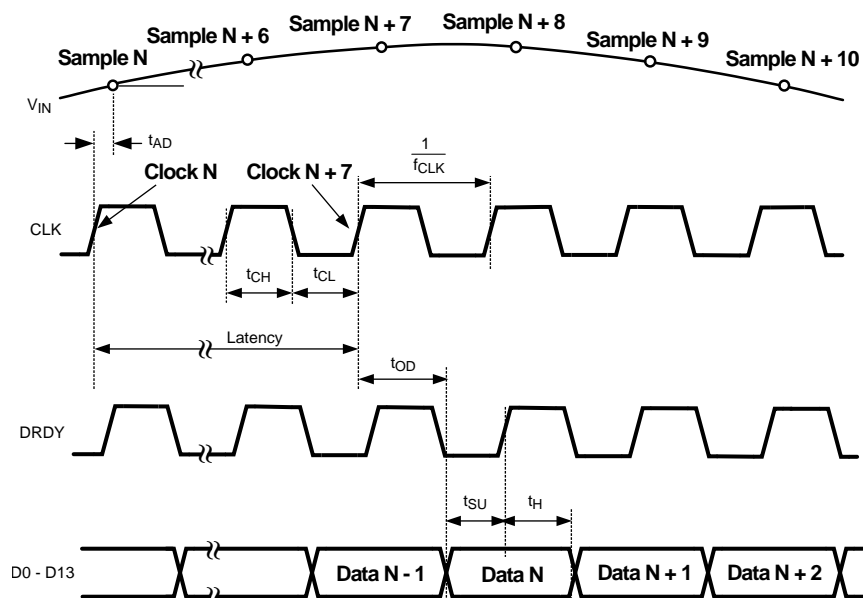 Sample N
Sample N + 6
Sample N + 7
Sample N + 8
Sample N + 9
Sample N + 10
VIN
tAD
Clock N
Clock N + 7
1
fCLK
CLK
tCH
tCL
Latency
tOD
DRDY
tSU
tH
D0 - D13
Data N - 1
Data N
Data N + 1
Data N + 2